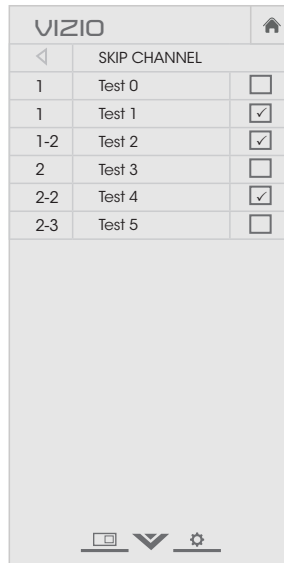 VIZIO
SKIP CHANNEL
1 Test 0
1 Test 1
1-2 Test 2
2 Test 3
2-2 Test 4
2-3 Test 5